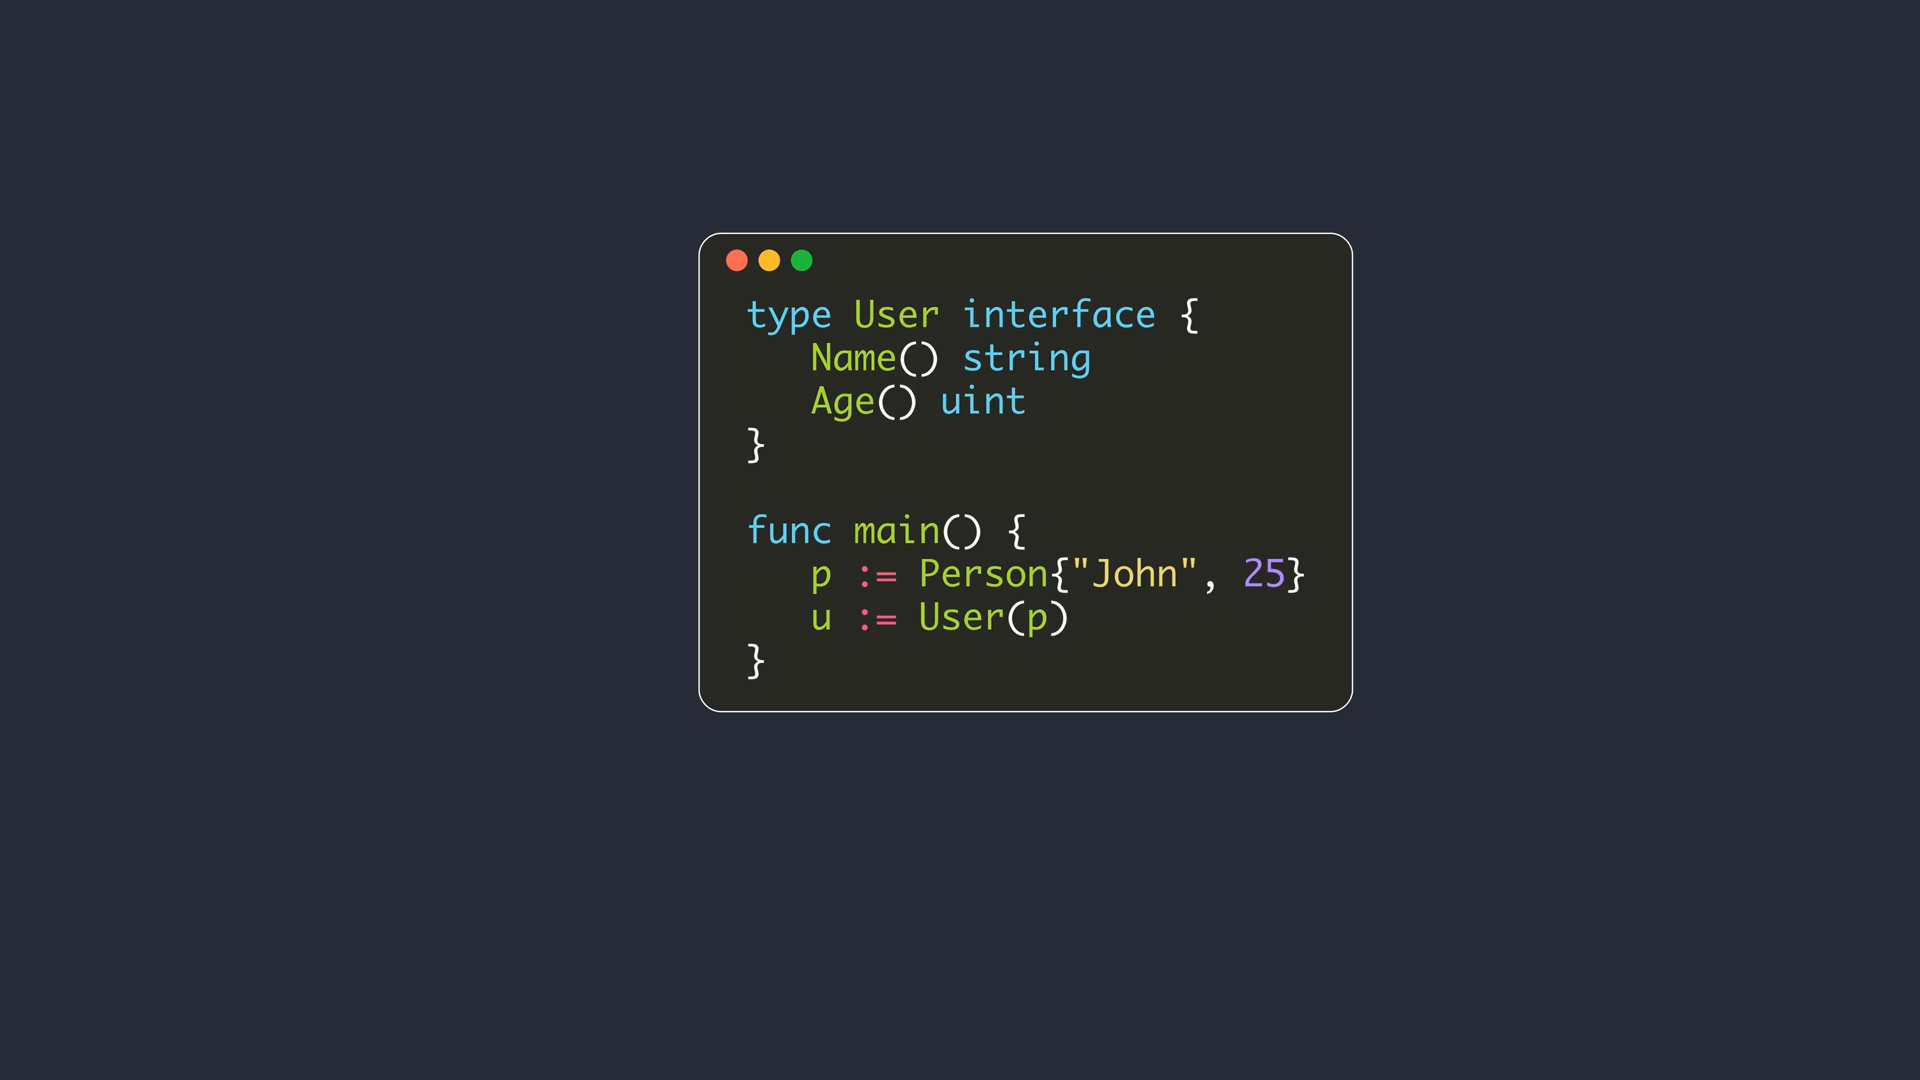 type User interface {
   Name() string
   Age() uint
}

func main() {
   p := Person{"John", 25}
   u := User(p)
}